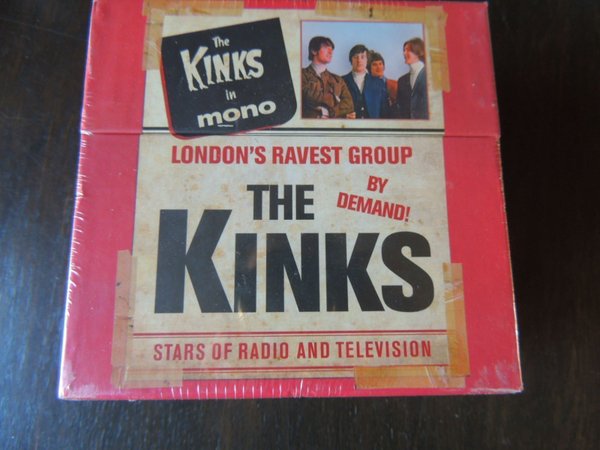 The
KINKS
in
mono
LONDON'S RAVEST GROUP
BY
DEMAND!
THE
KINKS
STARS OF RADIO AND TELEVISION